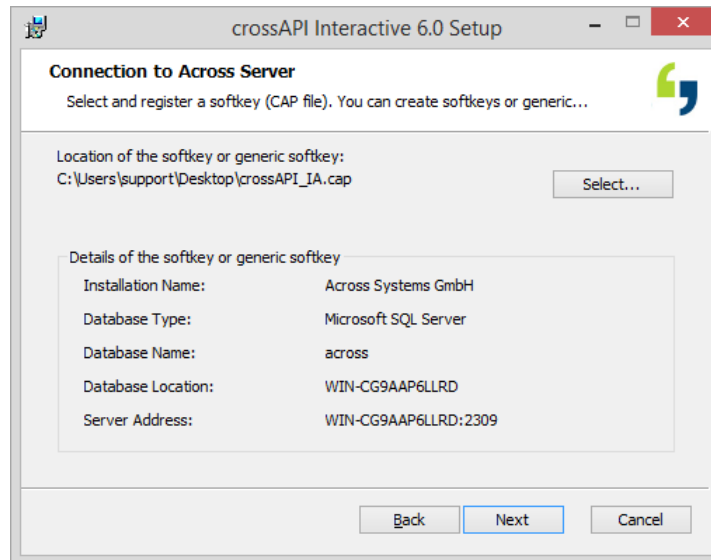 crossAPI Interactive 6.0 Setup
Connection to Across Server
Select and register a softkey (CAP file). You can create softkeys or generic...
Location of the softkey or generic softkey:
C:\Users\support\Desktop\crossAPI_IA.cap
Select...
Details of the softkey or generic softkey
Installation Name: Across Systems GmbH
Database Type: Microsoft SQL Server
Database Name: across
Database Location: WIN-CG9AAP6LLRD
Server Address: WIN-CG9AAP6LLRD:2309
Back Next Cancel